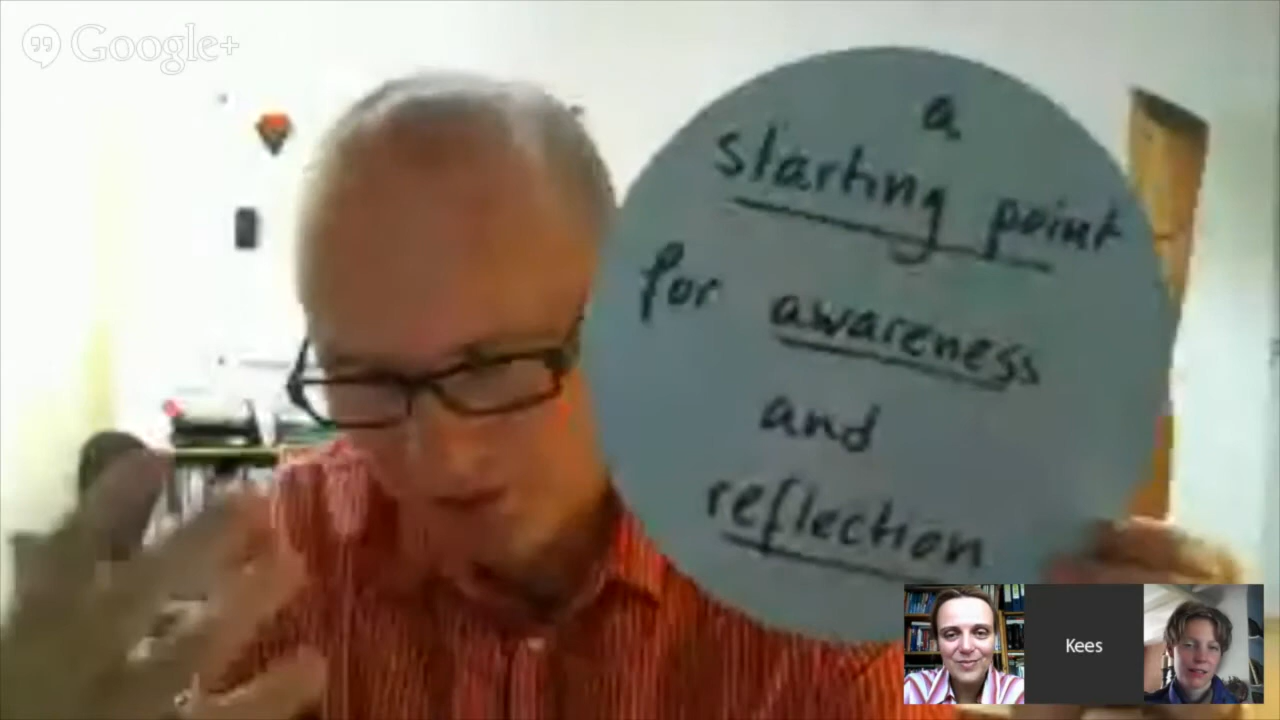 Google+
a
starting point
for awareness
and
reflection
Kees